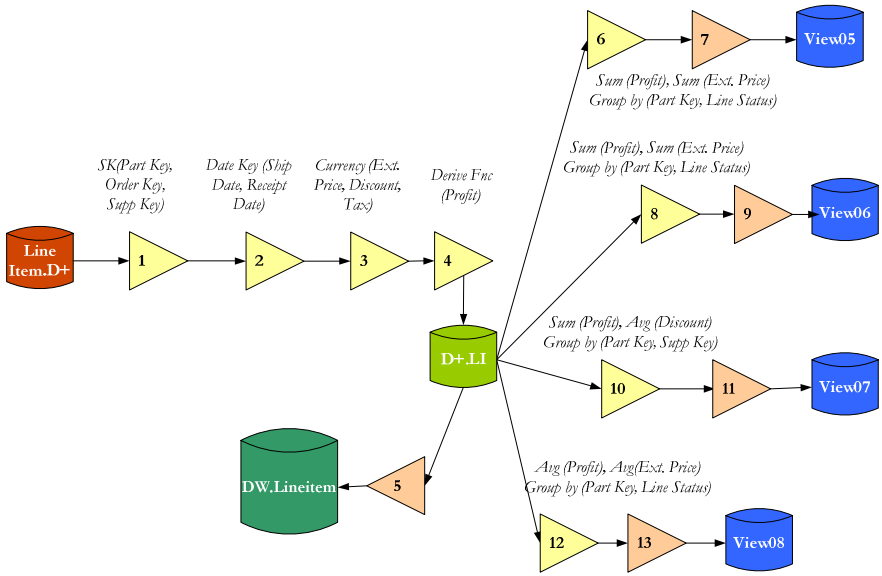 6
7
View05
Sum (Profit), Sum (Ext. Price)
Group by (Part Key, Line Status)
Sum (Profit), Sum (Ext. Price)
Group by (Part Key, Line Status)
8
9
View06
SK(Part Key,
Order Key,
Supp Key)
Date Key (Ship
Date, Receipt
Date)
Currency (Ext.
Price, Discount,
Tax)
Derive Fnc
(Profit)
Line
Item.D+
1
2
3
4
Sum (Profit), Avg (Discount)
Group by (Part Key, Supp Key)
D+.LI
10
11
View07
DW.Lineitem
5
Avg (Profit), Avg(Ext. Price)
Group by (Part Key, Line Status)
12
13
View08